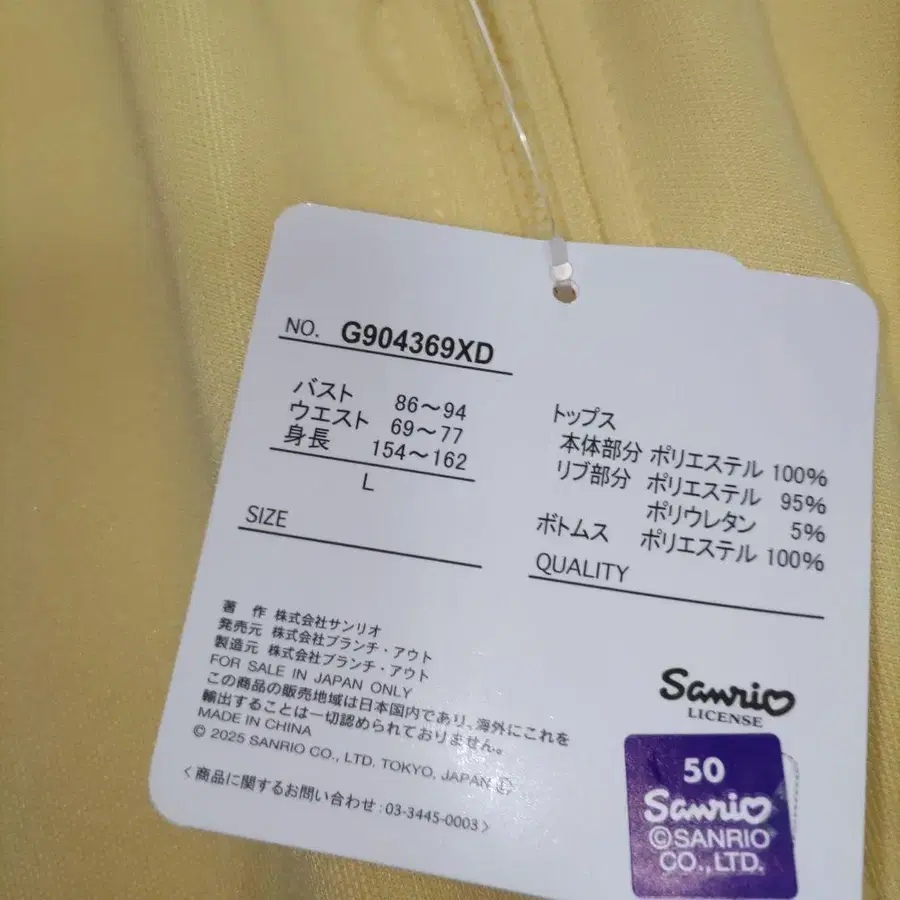 NO. G904369XD
バスト 86～94
ウエスト 69～77
身長 154～162
L
SIZE
トップス
本体部分 ポリエステル 100%
リブ部分 ポリエステル 95%
ポリウレタン 5%
ボトムス ポリエステル 100%
QUALITY
著 作 株式会社サンリオ
発売元 株式会社ブランチ・アウト
製造元 株式会社ブランチ・アウト
FOR SALE IN JAPAN ONLY
この商品の販売地域は日本国内であり、海外にこれを
輸出することは一切認められておりません。
MADE IN CHINA
© 2025 SANRIO CO., LTD. TOKYO, JAPAN Ⓛ
〈商品に関するお問い合わせ:03-3445-0003〉
Sanrio
LICENSE
50
Sanrio
©SANRIO
CO.,LTD.